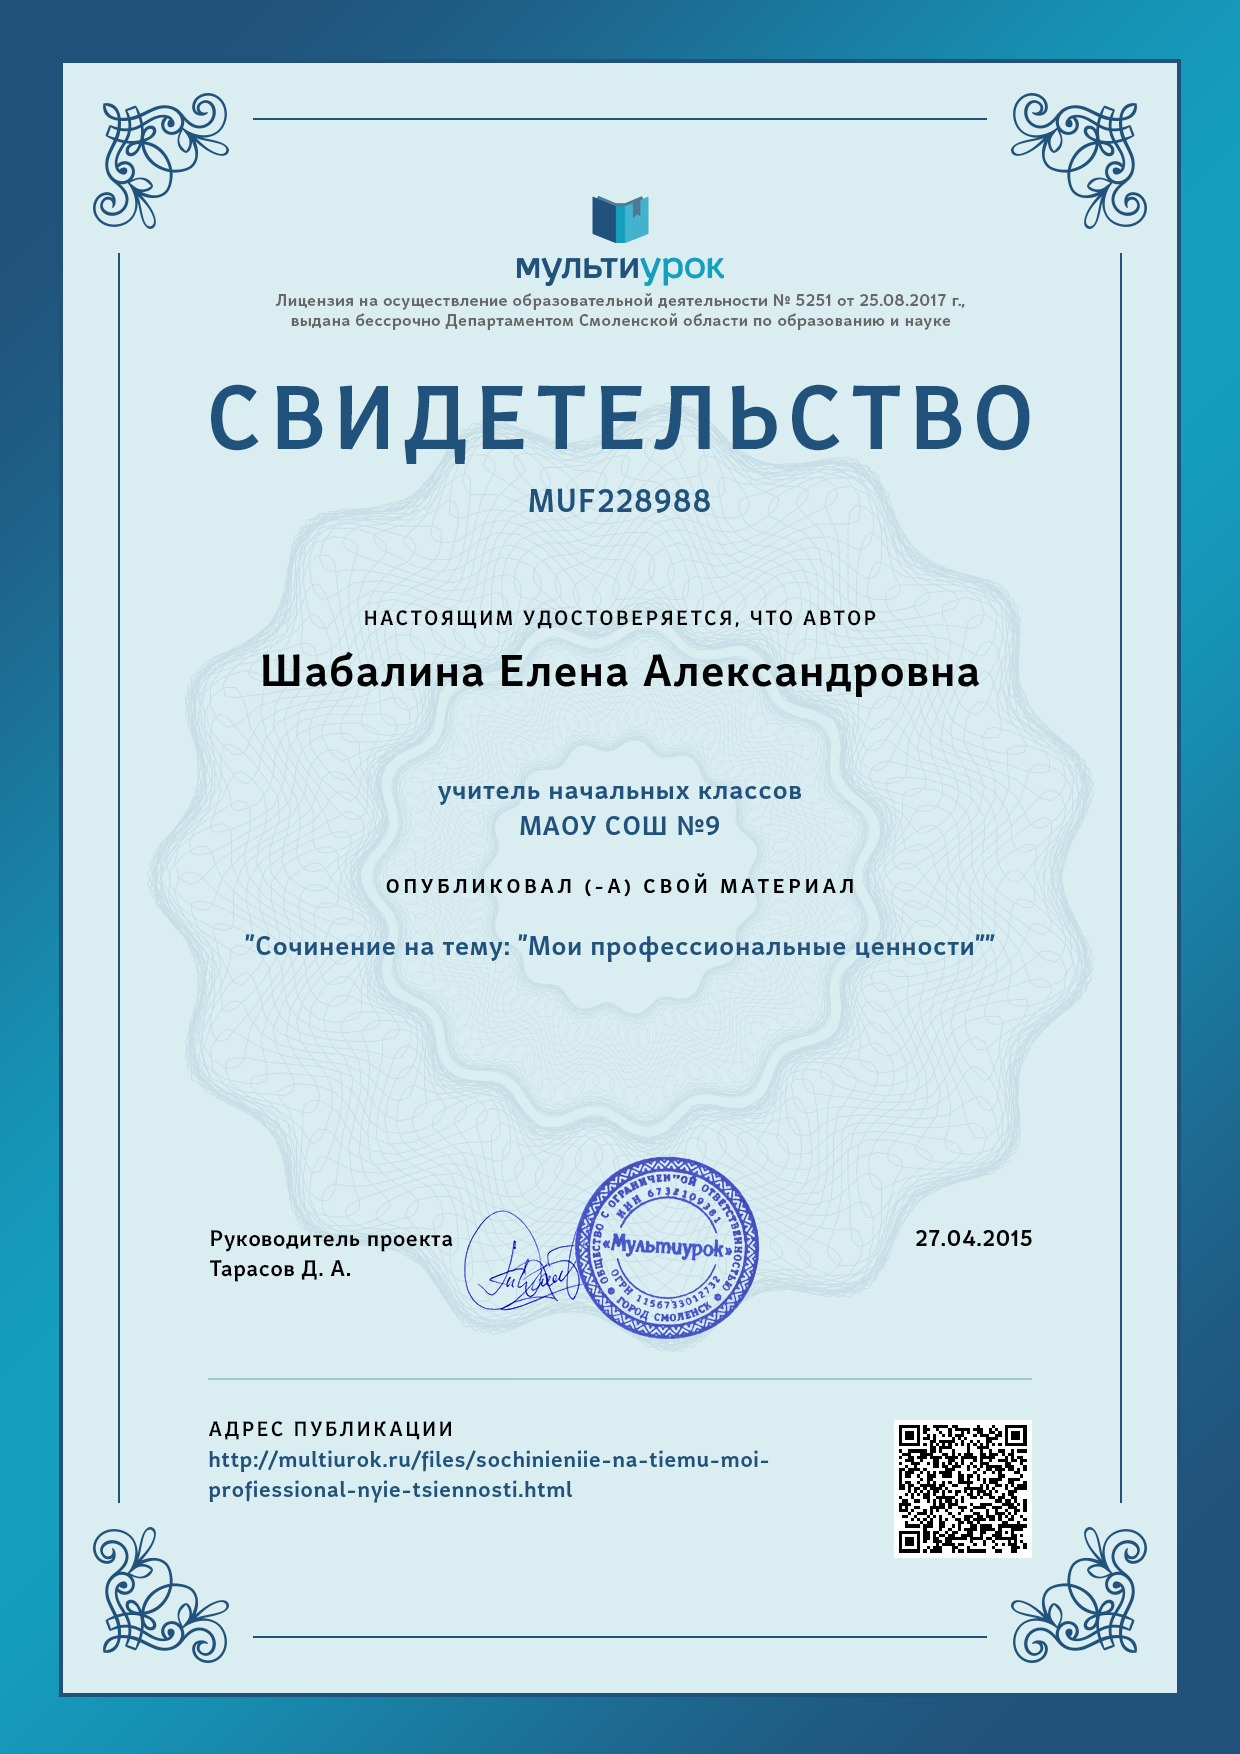 мультиурок
Лицензия на осуществление образовательной деятельности № 5251 от 25.08.2017 г.,
выдана бессрочно Департаментом Смоленской области по образованию и науке
СВИДЕТЕЛЬСТВО
MUF228988
НАСТОЯЩИМ УДОСТОВЕРЯЕТСЯ, ЧТО АВТОР
Шабалина Елена Александровна
учитель начальных классов
МАОУ СОШ №9
ОПУБЛИКОВАЛ (-А) СВОЙ МАТЕРИАЛ
"Сочинение на тему: "Мои профессиональные ценности""
Руководитель проекта
Тарасов Д. А.
ОБЩЕСТВО С ОГРАНИЧЕННОЙ ОТВЕТСТВЕННОСТЬЮ
ИНН 6732109381
«Мультиурок»
ОГРН 1156733012732
ГОРОД СМОЛЕНСК
27.04.2015
АДРЕС ПУБЛИКАЦИИ
http://multiurok.ru/files/sochinieniie-na-tiemu-moi-
profiessional-nyie-tsiennosti.html